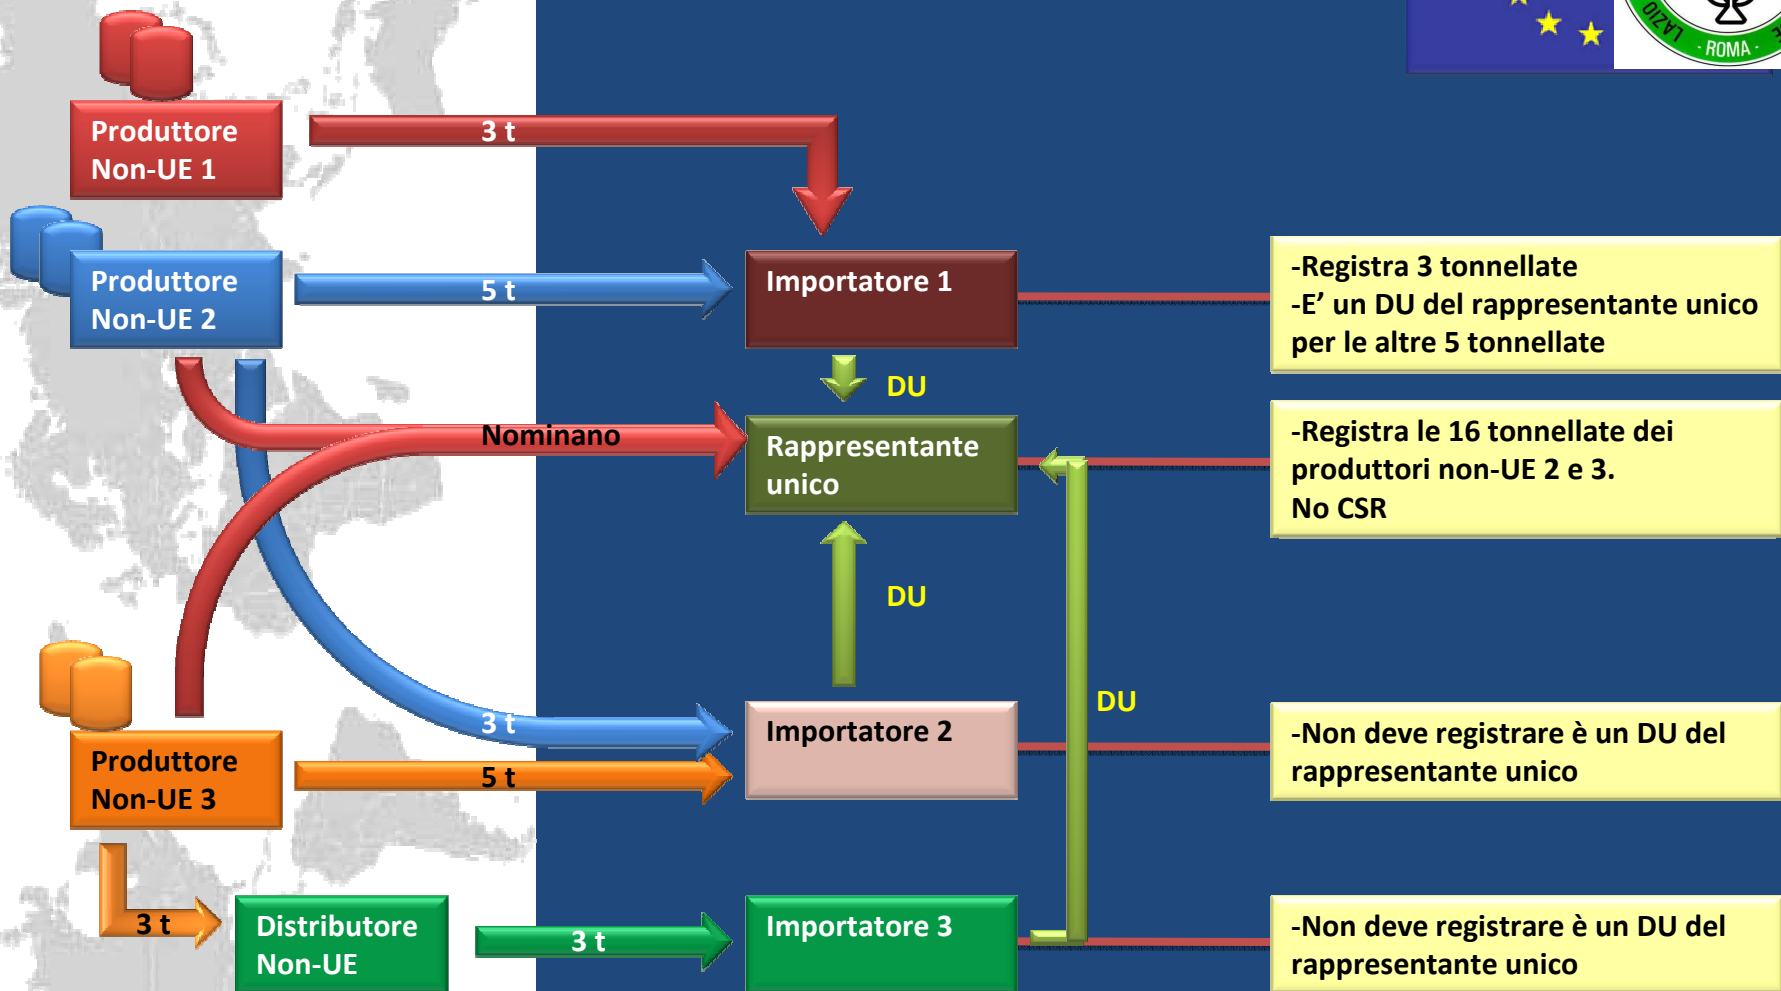 LAZIO
- ROMA -
Produttore
Non-UE 1
3 t
Produttore
Non-UE 2
5 t
Importatore 1
-Registra 3 tonnellate
-E’ un DU del rappresentante unico
per le altre 5 tonnellate
DU
Nominano
Rappresentante
unico
-Registra le 16 tonnellate dei
produttori non-UE 2 e 3.
No CSR
DU
DU
3 t
Importatore 2
-Non deve registrare è un DU del
rappresentante unico
Produttore
Non-UE 3
5 t
3 t
Distributore
Non-UE
3 t
Importatore 3
-Non deve registrare è un DU del
rappresentante unico